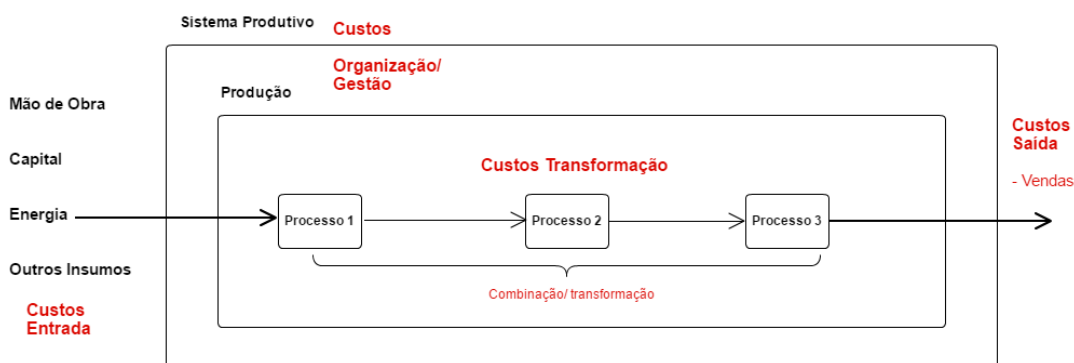 Sistema Produtivo
Custos
Organização/
Gestão
Produção
Mão de Obra
Capital
Energia
Outros Insumos
Custos
Entrada
Custos Transformação
Processo 1
Processo 2
Processo 3
Combinação/ transformação
Custos
Saída
- Vendas